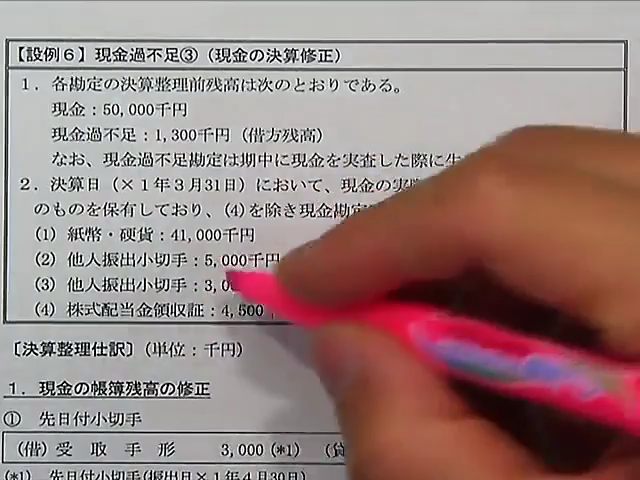 【設例６】現金過不足③（現金の決算修正）
１．各勘定の決算整理前残高は次のとおりである。
現金：50,000千円
現金過不足：1,300千円（借方残高）
なお、現金過不足勘定は期中に現金を実査した際に生
２．決算日（×１年３月31日）において、現金の実
のものを保有しており、(4)を除き現金勘定
(1) 紙幣・硬貨：41,000千円
(2) 他人振出小切手：5,000千円
(3) 他人振出小切手：3,0
(4) 株式配当金領収証：4,500
〔決算整理仕訳〕（単位：千円）
１．現金の帳簿残高の修正
① 先日付小切手
（借）受 取 手 形 3,000 (*1) （貸
(*1) 先日付小切手(振出日×１年４月30日)